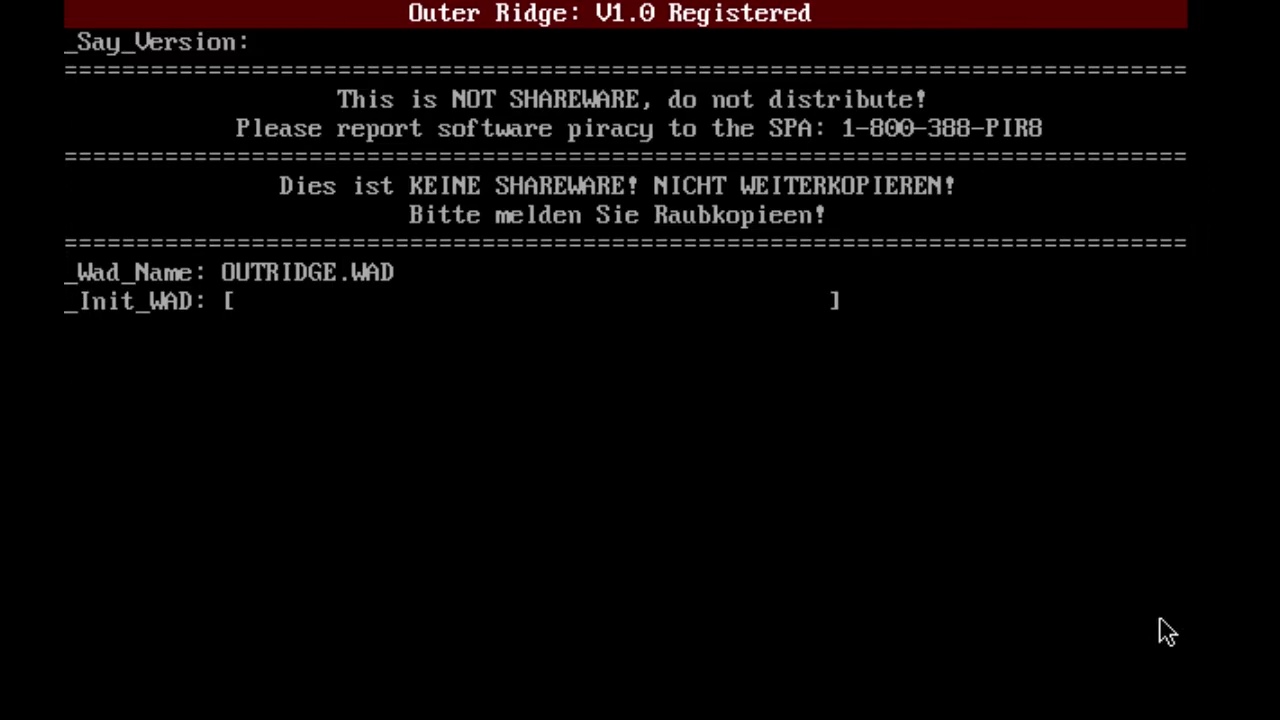 Outer Ridge: V1.0 Registered
_Say_Version:
==============================================================================
This is NOT SHAREWARE, do not distribute!
Please report software piracy to the SPA: 1-800-388-PIR8
==============================================================================
Dies ist KEINE SHAREWARE! NICHT WEITERKOPIEREN!
Bitte melden Sie Raubkopieen!
==============================================================================
_Wad_Name: OUTRIDGE.WAD
_Init_WAD: [                                         ]